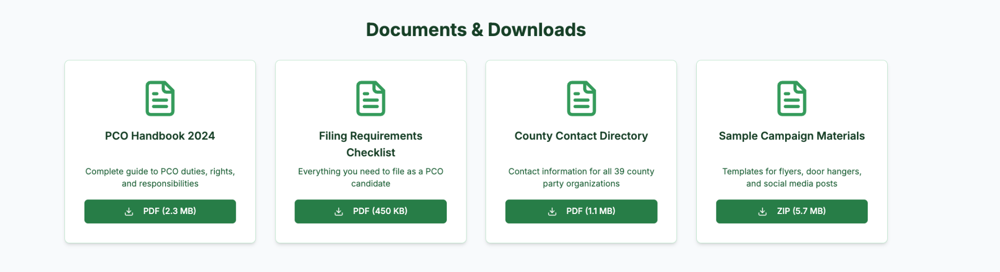 Documents & Downloads
PCO Handbook 2024
Complete guide to PCO duties, rights,
and responsibilities
PDF (2.3 MB)
Filing Requirements
Checklist
Everything you need to file as a PCO
candidate
PDF (450 KB)
County Contact Directory
Contact information for all 39 county
party organizations
PDF (1.1 MB)
Sample Campaign Materials
Templates for flyers, door hangers,
and social media posts
ZIP (5.7 MB)